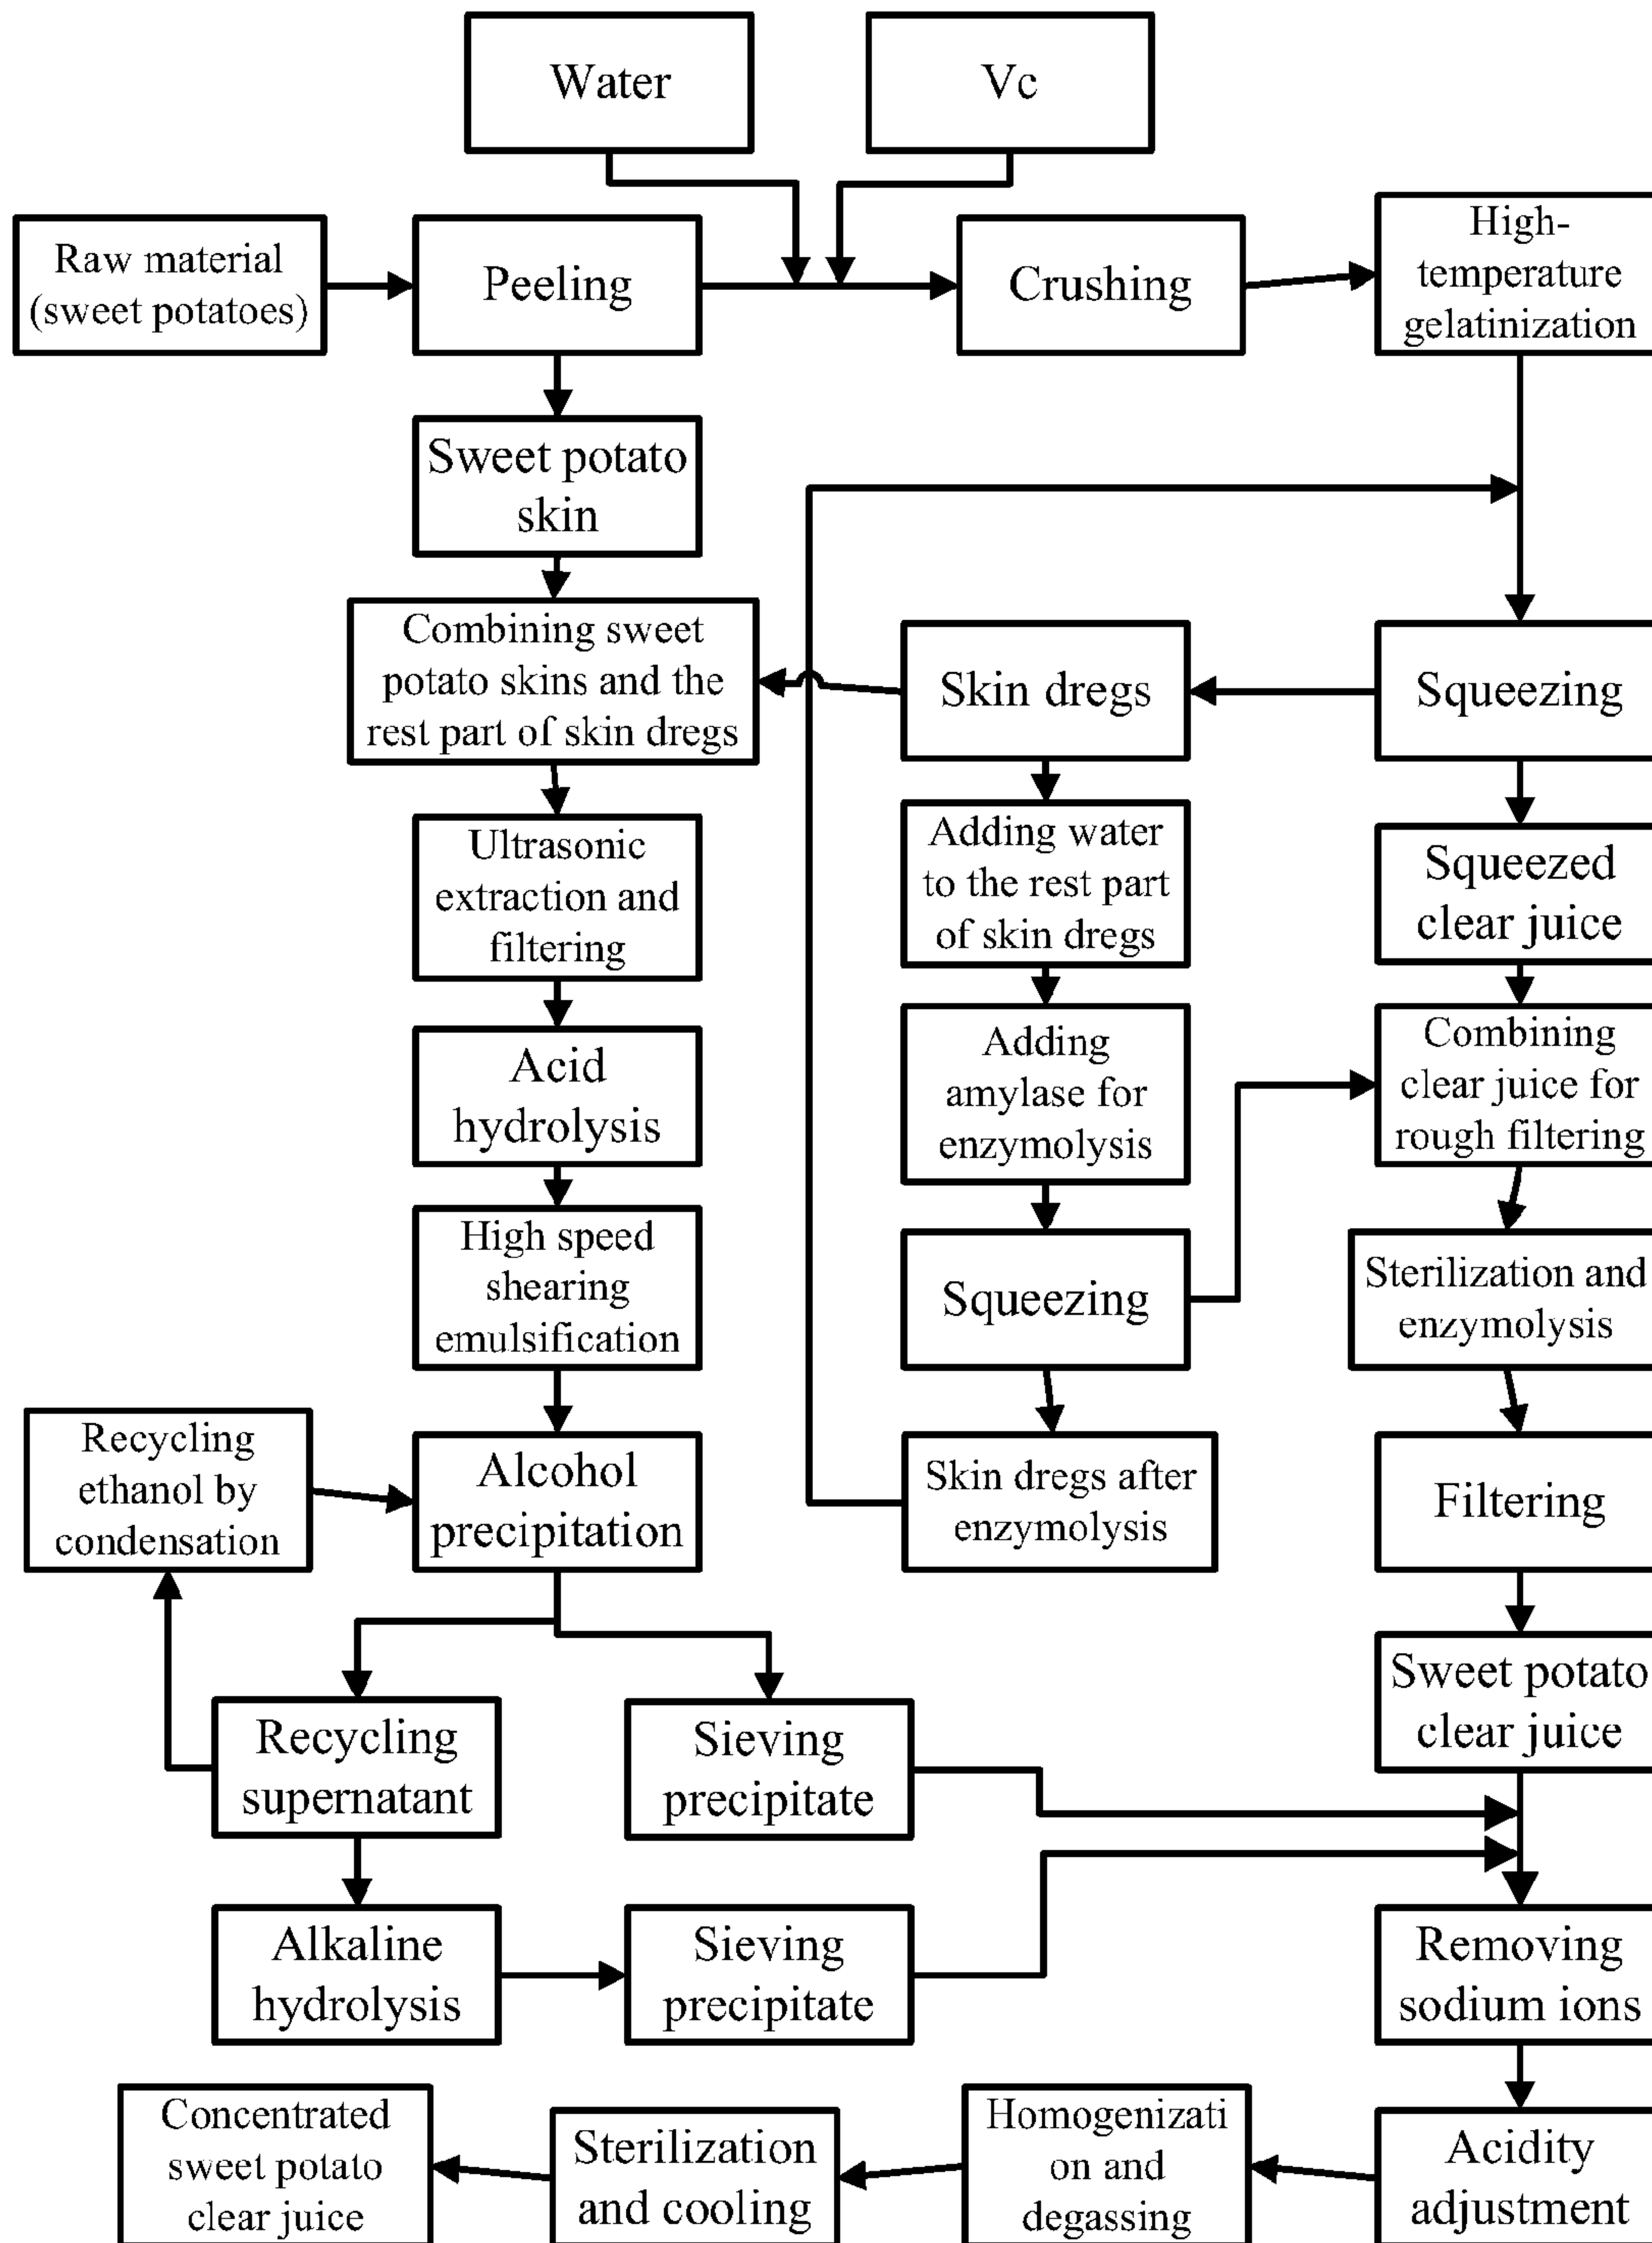 Water
Vc
Raw material
(sweet potatoes)
Peeling
Crushing
High-
temperature
gelatinization
Sweet potato
skin
Combining sweet
potato skins and the
rest part of skin dregs
Skin dregs
Squeezing
Ultrasonic
extraction and
filtering
Adding water
to the rest part
of skin dregs
Squeezed
clear juice
Acid
hydrolysis
Adding
amylase for
enzymolysis
Combining
clear juice for
rough filtering
High speed
shearing
emulsification
Squeezing
Sterilization and
enzymolysis
Recycling
ethanol by
condensation
Alcohol
precipitation
Skin dregs after
enzymolysis
Filtering
Recycling
supernatant
Sieving
precipitate
Sweet potato
clear juice
Alkaline
hydrolysis
Sieving
precipitate
Removing
sodium ions
Concentrated
sweet potato
clear juice
Sterilization
and cooling
Homogenizati
on and
degassing
Acidity
adjustment